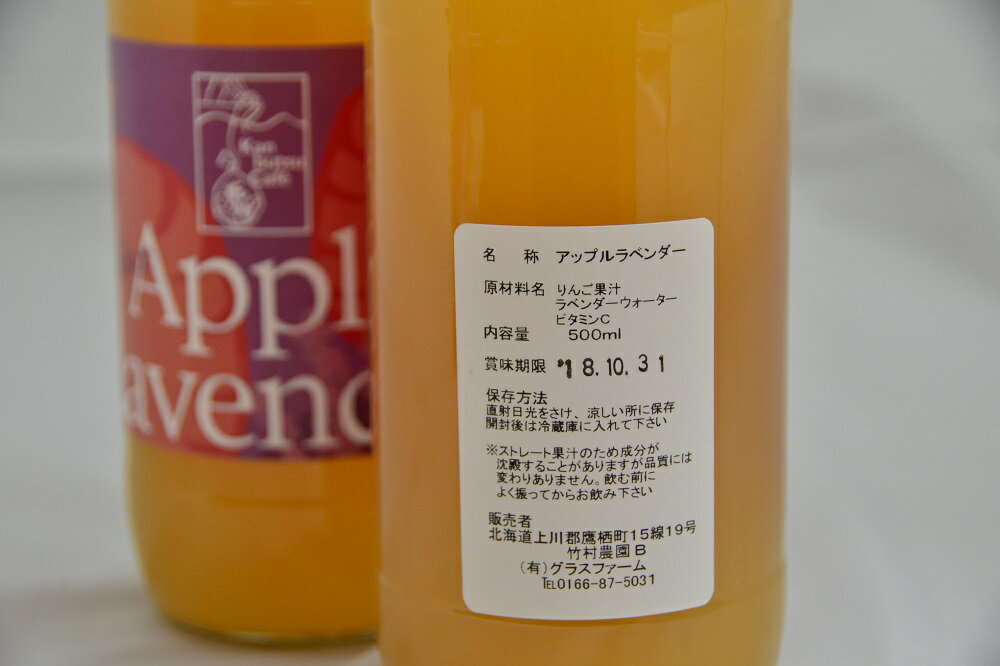 Kan
Butsu
Café
Appl
avend
名 称 アップルラベンダー
原材料名 りんご果汁
ラベンダーウォーター
ビタミンC
内容量 500ml
賞味期限 '18.10.31
保存方法
直射日光をさけ、涼しい所に保存
開封後は冷蔵庫に入れて下さい
※ストレート果汁のため成分が
沈殿することがありますが品質には
変わりありません。飲む前に
よく振ってからお飲み下さい
販売者
北海道上川郡鷹栖町15線19号
竹村農園B
(有)グラスファーム
TEL0166-87-5031